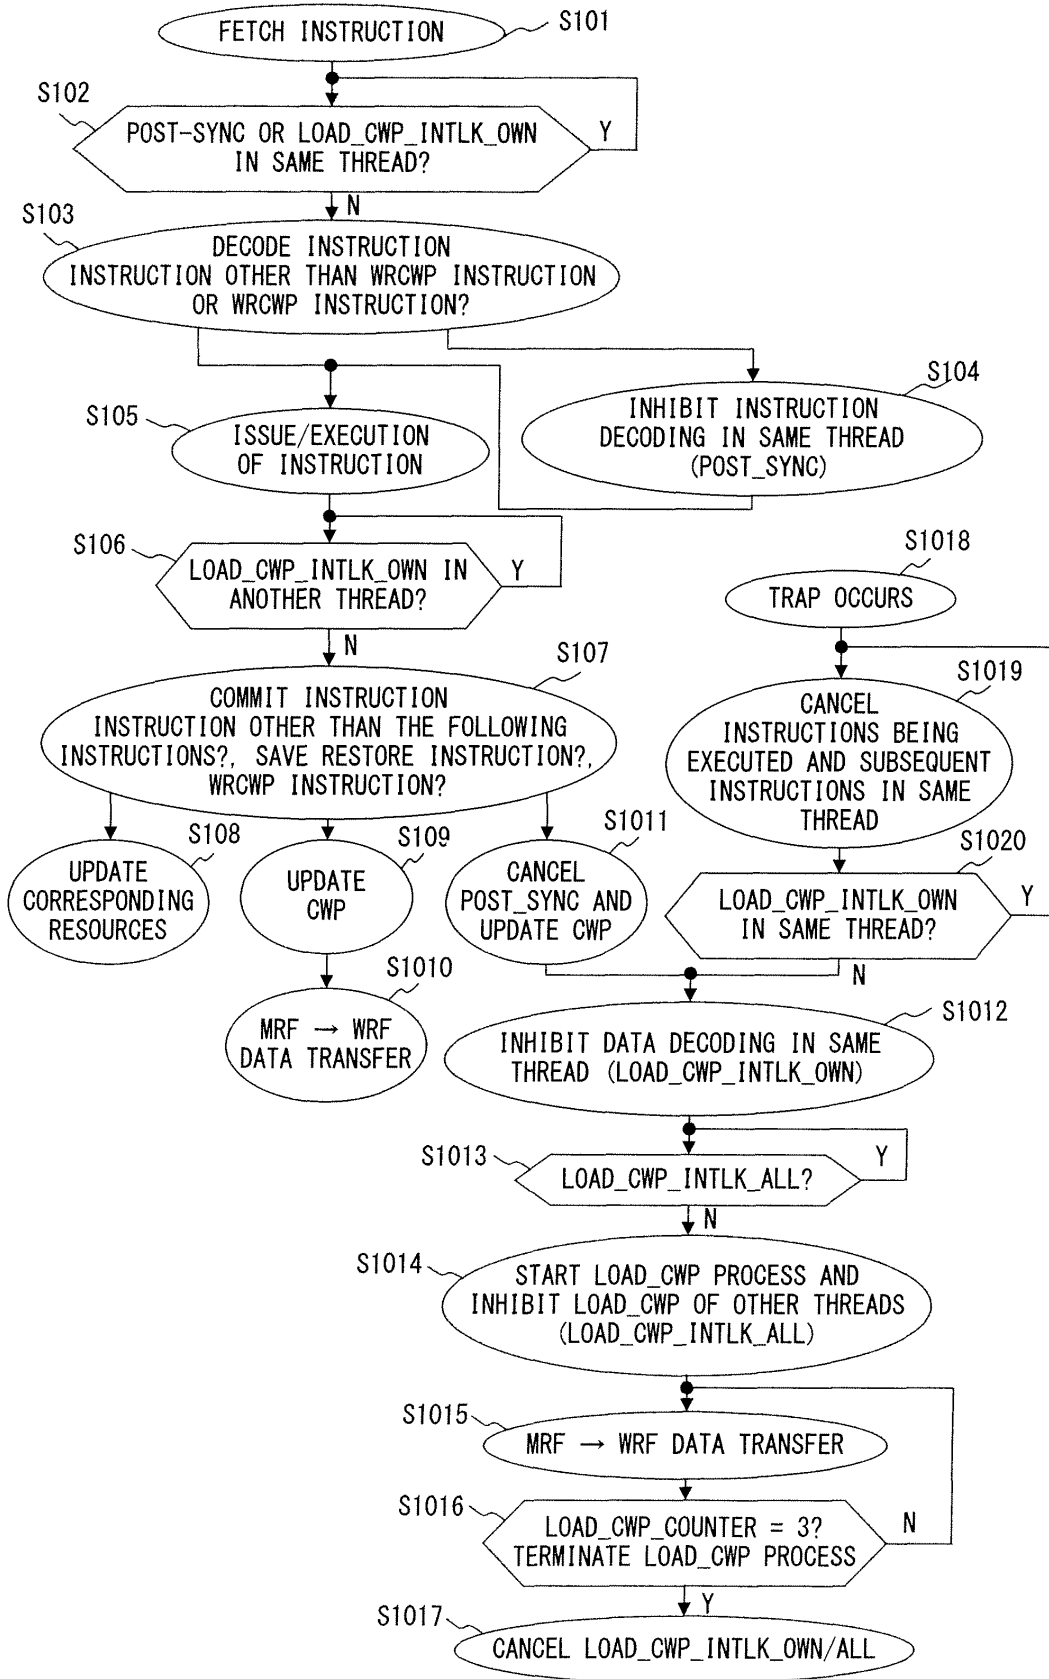 FETCH INSTRUCTION
S101
S102
POST-SYNC OR LOAD_CWP_INTLK_OWN
IN SAME THREAD?
Y
N
S103
DECODE INSTRUCTION
INSTRUCTION OTHER THAN WRCWP INSTRUCTION
OR WRCWP INSTRUCTION?
S104
INHIBIT INSTRUCTION
DECODING IN SAME THREAD
(POST_SYNC)
S105
ISSUE/EXECUTION
OF INSTRUCTION
S106
LOAD_CWP_INTLK_OWN IN
ANOTHER THREAD?
Y
N
S1018
TRAP OCCURS
S107
COMMIT INSTRUCTION
INSTRUCTION OTHER THAN THE FOLLOWING
INSTRUCTIONS?, SAVE RESTORE INSTRUCTION?,
WRCWP INSTRUCTION?
S1019
CANCEL
INSTRUCTIONS BEING
EXECUTED AND SUBSEQUENT
INSTRUCTIONS IN SAME
THREAD
S108
UPDATE
CORRESPONDING
RESOURCES
S109
UPDATE
CWP
S1011
CANCEL
POST_SYNC AND
UPDATE CWP
S1020
LOAD_CWP_INTLK_OWN
IN SAME THREAD?
Y
N
S1010
MRF → WRF
DATA TRANSFER
S1012
INHIBIT DATA DECODING IN SAME
THREAD (LOAD_CWP_INTLK_OWN)
S1013
LOAD_CWP_INTLK_ALL?
Y
N
S1014
START LOAD_CWP PROCESS AND
INHIBIT LOAD_CWP OF OTHER THREADS
(LOAD_CWP_INTLK_ALL)
S1015
MRF → WRF DATA TRANSFER
S1016
LOAD_CWP_COUNTER = 3?
TERMINATE LOAD_CWP PROCESS
N
Y
S1017
CANCEL LOAD_CWP_INTLK_OWN/ALL